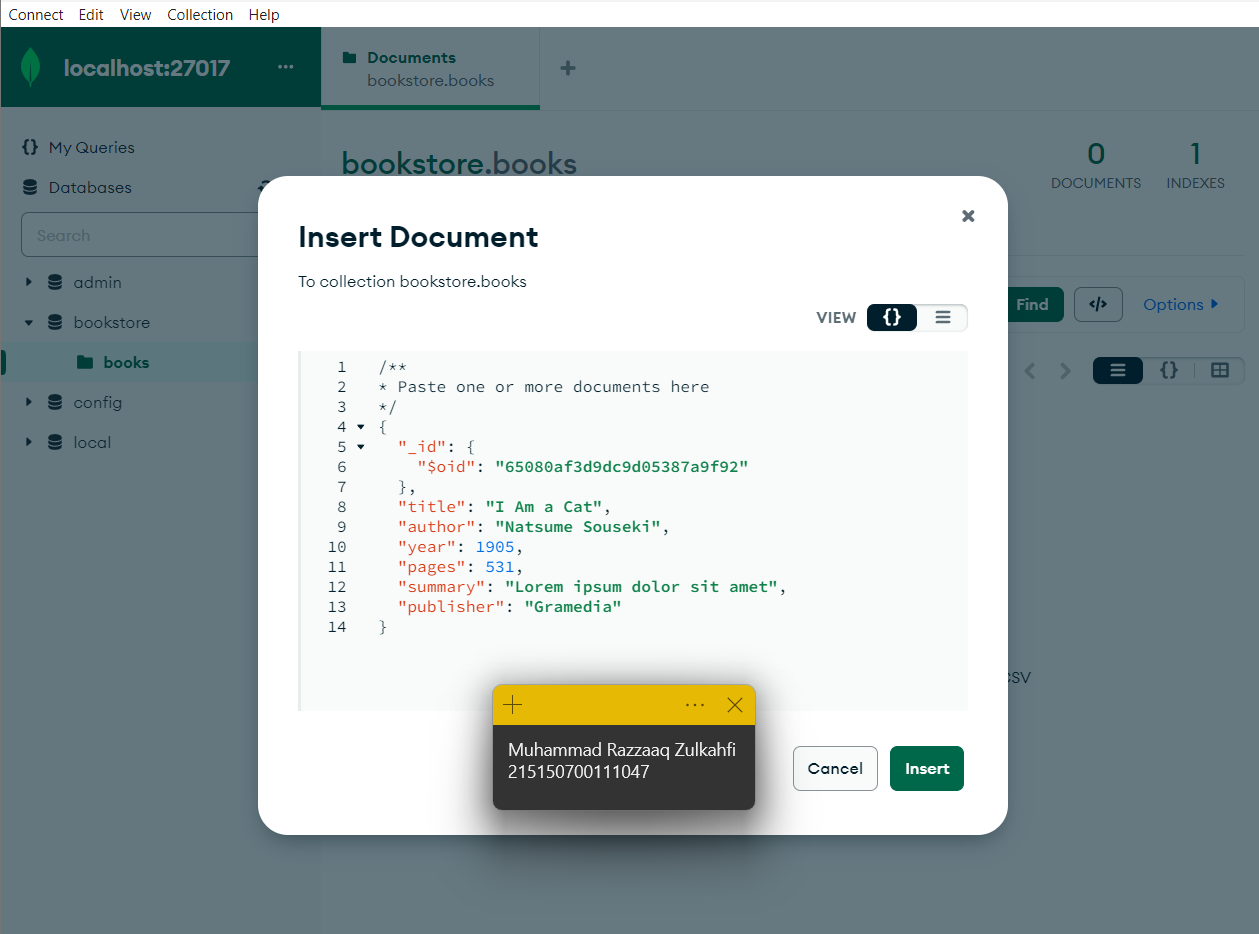 Connect Edit View Collection Help
localhost:27017 ...
Documents
bookstore.books
+
{} My Queries
Databases
Search
admin
bookstore
books
config
local
bookstore.books
0
DOCUMENTS
1
INDEXES
Find </> Options
{}
CSV
Insert Document
To collection bookstore.books
VIEW {}
1 /**
2 * Paste one or more documents here
3 */
4 {
5 "_id": {
6 "$oid": "65080af3d9dc9d05387a9f92"
7 },
8 "title": "I Am a Cat",
9 "author": "Natsume Souseki",
10 "year": 1905,
11 "pages": 531,
12 "summary": "Lorem ipsum dolor sit amet",
13 "publisher": "Gramedia"
14 }
Muhammad Razzaaq Zulkahfi
215150700111047
Cancel Insert